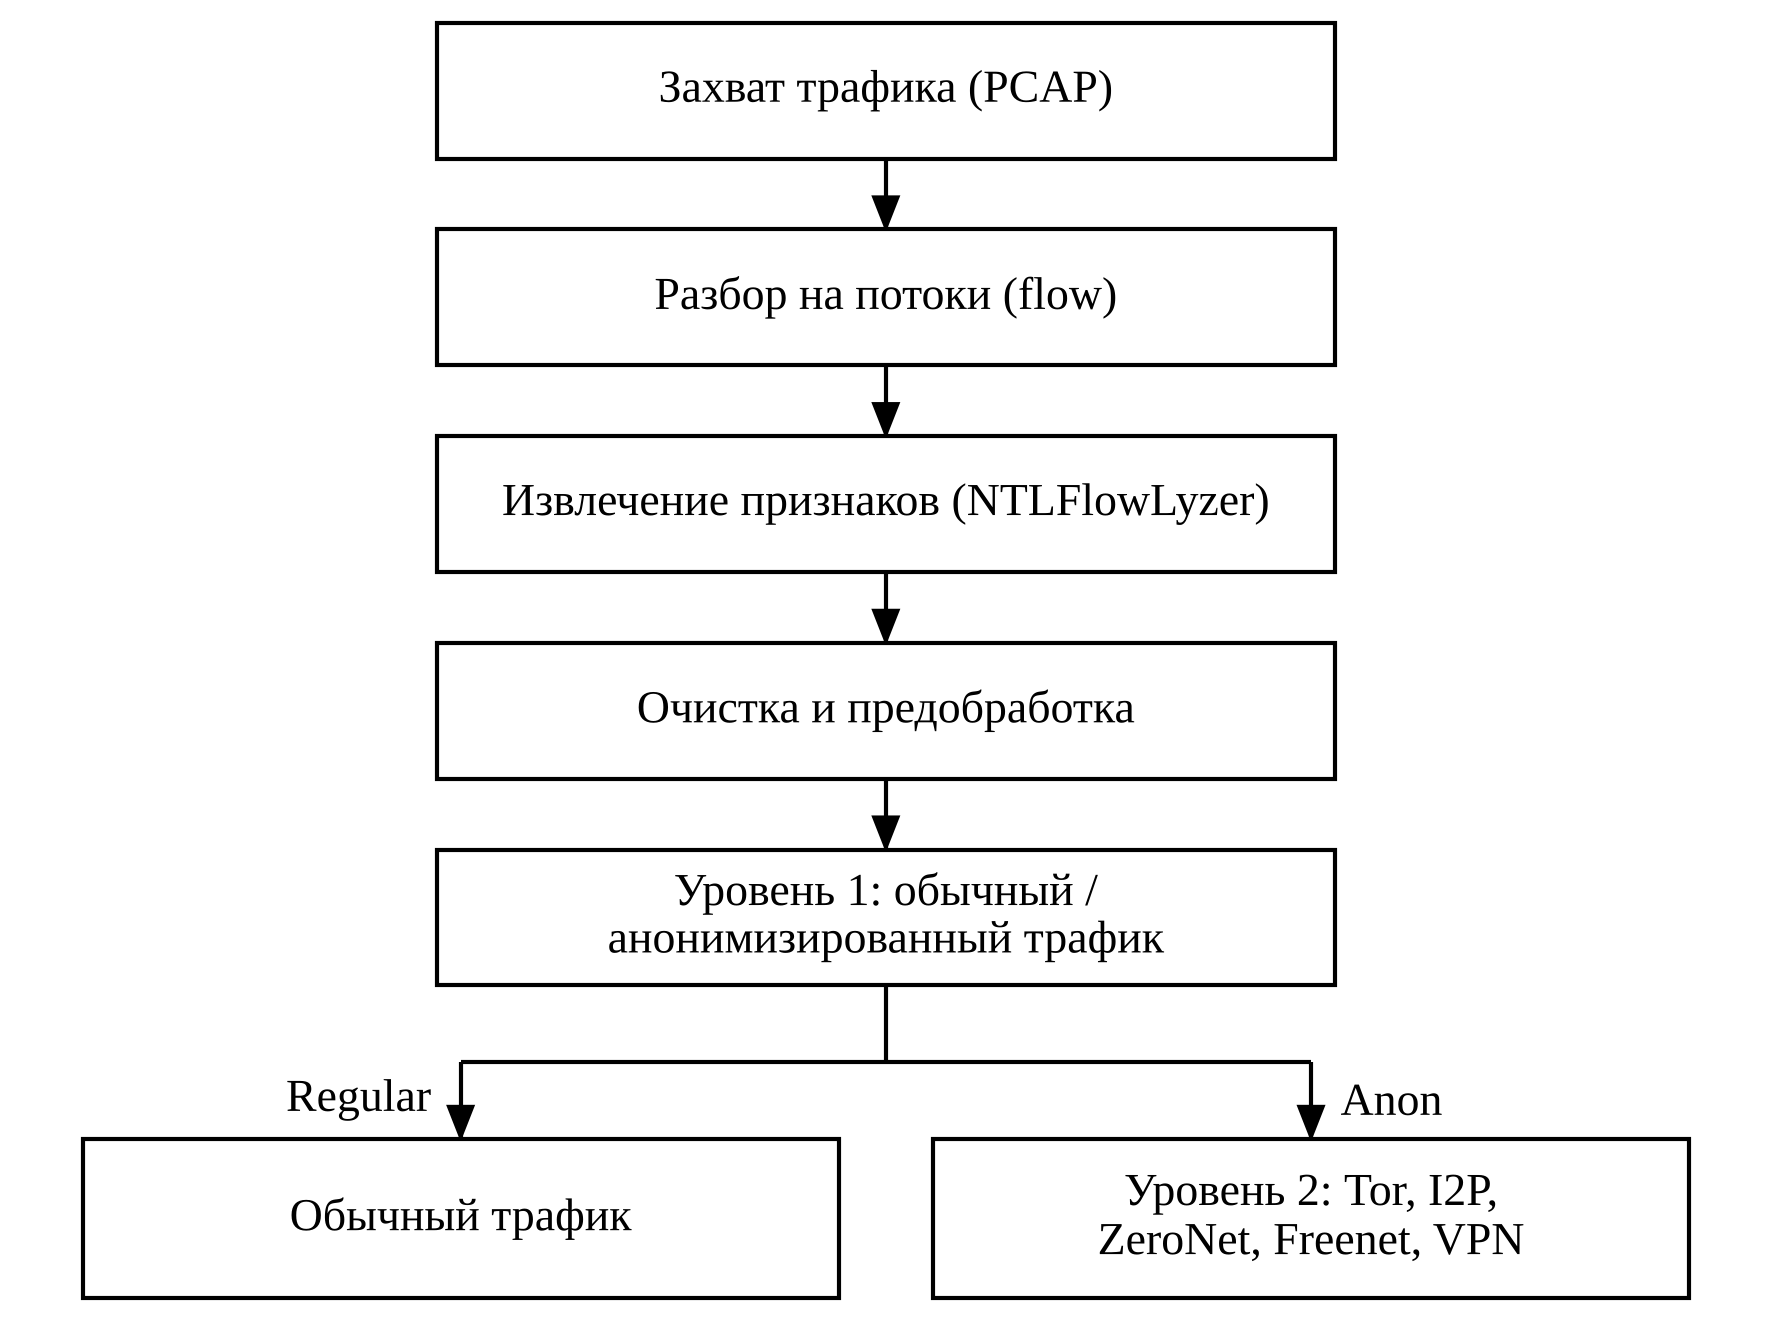 Захват трафика (PCAP)
Разбор на потоки (flow)
Извлечение признаков (NTLFlowLyzer)
Очистка и предобработка
Уровень 1: обычный /
анонимизированный трафик
Regular
Anon
Обычный трафик
Уровень 2: Tor, I2P,
ZeroNet, Freenet, VPN